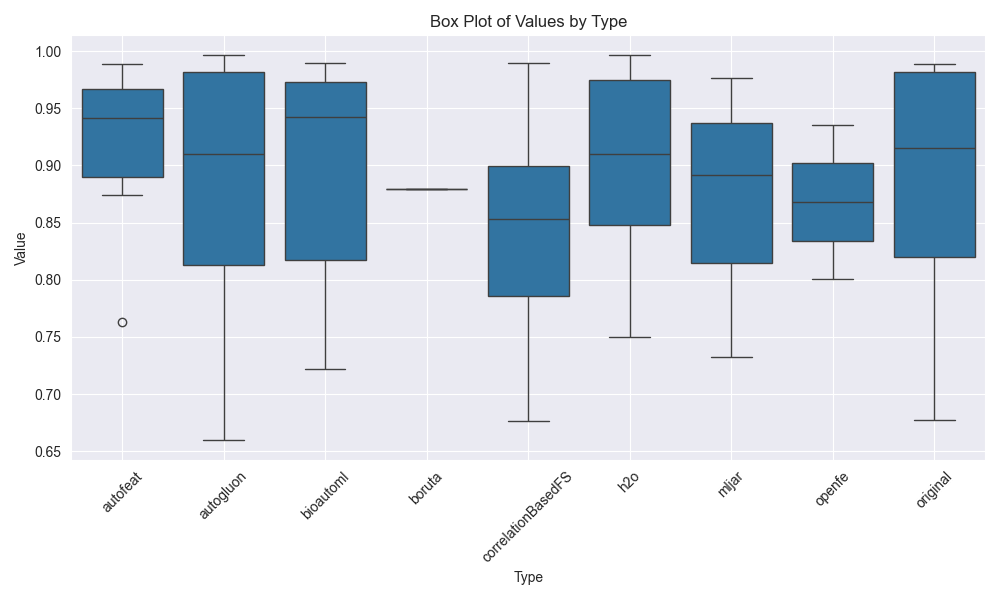 Box Plot of Values by Type
Value
1.00
0.95
0.90
0.85
0.80
0.75
0.70
0.65
autofeat
autogluon
bioautoml
boruta
correlationBasedFS
h2o
mljar
openfe
original
Type